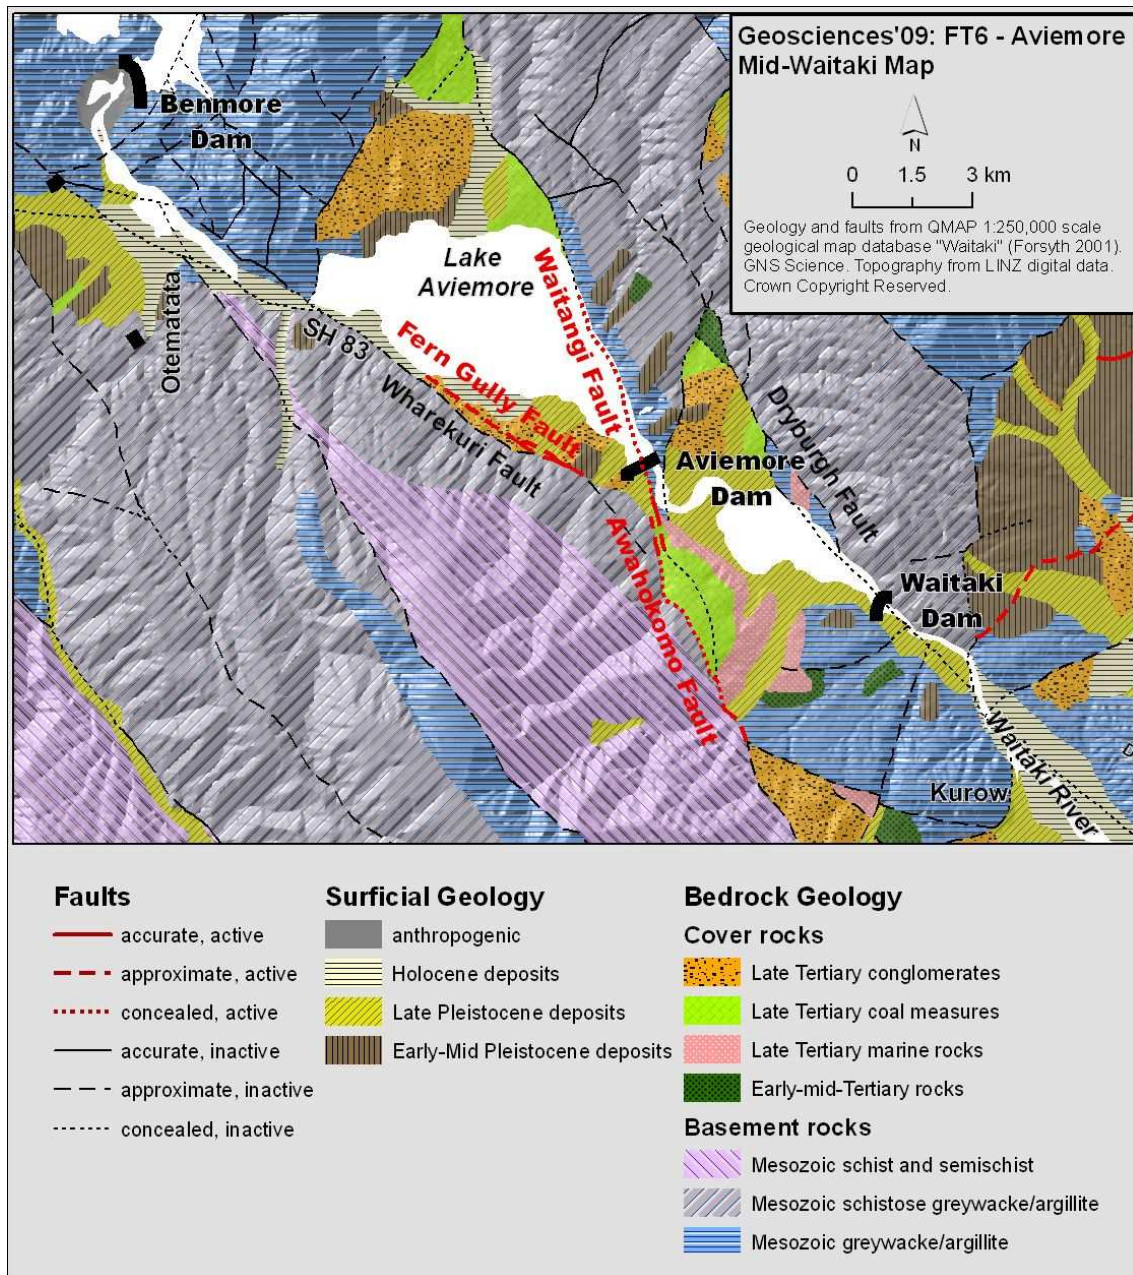 Geosciences'09: FT6 - Aviemore
Mid-Waitaki Map
N
0 1.5 3 km
Geology and faults from QMAP 1:250,000 scale
geological map database "Waitaki" (Forsyth 2001).
GNS Science. Topography from LINZ digital data.
Crown Copyright Reserved.
Benmore
Dam
Lake
Aviemore
Otematata
SH 83
Waitangi Fault
Fern Gully Fault
Wharekuri Fault
Dryburgh Fault
Aviemore
Dam
Awahokomo Fault
Waitaki
Dam
Waitaki River
Kurow
D
Faults
accurate, active
approximate, active
concealed, active
accurate, inactive
approximate, inactive
concealed, inactive
Surficial Geology
anthropogenic
Holocene deposits
Late Pleistocene deposits
Early-Mid Pleistocene deposits
Bedrock Geology
Cover rocks
Late Tertiary conglomerates
Late Tertiary coal measures
Late Tertiary marine rocks
Early-mid-Tertiary rocks
Basement rocks
Mesozoic schist and semischist
Mesozoic schistose greywacke/argillite
Mesozoic greywacke/argillite